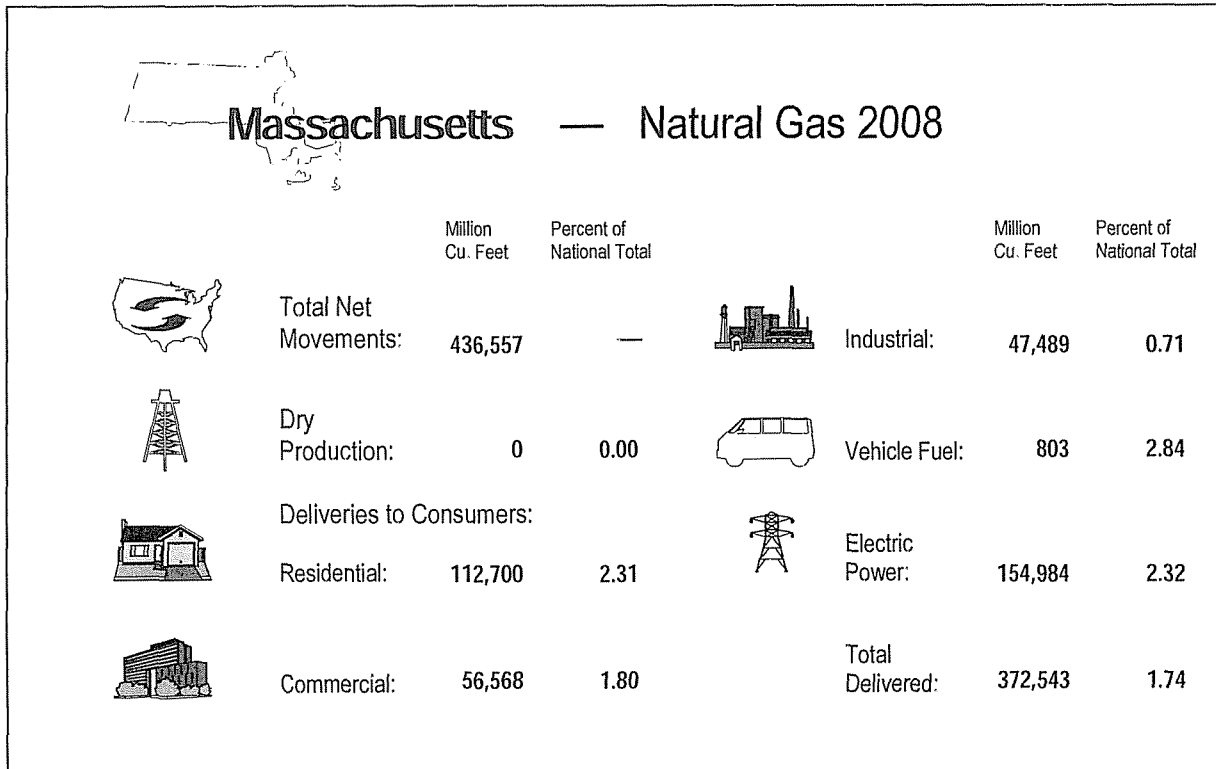 Massachusetts — Natural Gas 2008
Million Cu. Feet
Percent of National Total
Total Net Movements: 436,557 —
Dry Production: 0 0.00
Deliveries to Consumers:
Residential: 112,700 2.31
Commercial: 56,568 1.80
Million Cu. Feet
Percent of National Total
Industrial: 47,489 0.71
Vehicle Fuel: 803 2.84
Electric Power: 154,984 2.32
Total Delivered: 372,543 1.74